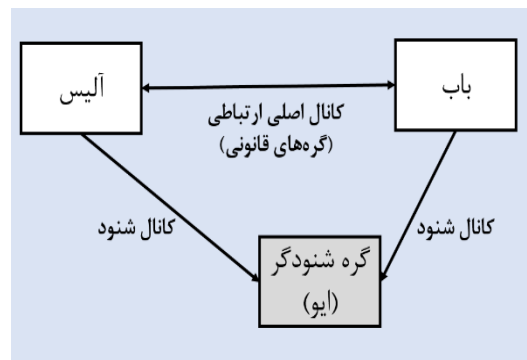 آلیس
باب
کانال اصلی ارتباطی
(گره‌های قانونی)
کانال شنود
کانال شنود
گره شنودگر
(ایو)